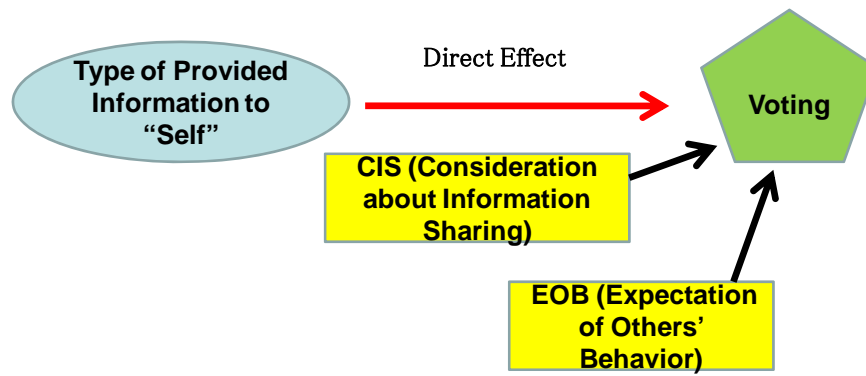 Direct Effect
Type of Provided
Information to
“Self”
Voting
CIS (Consideration
about Information
Sharing)
EOB (Expectation
of Others’
Behavior)